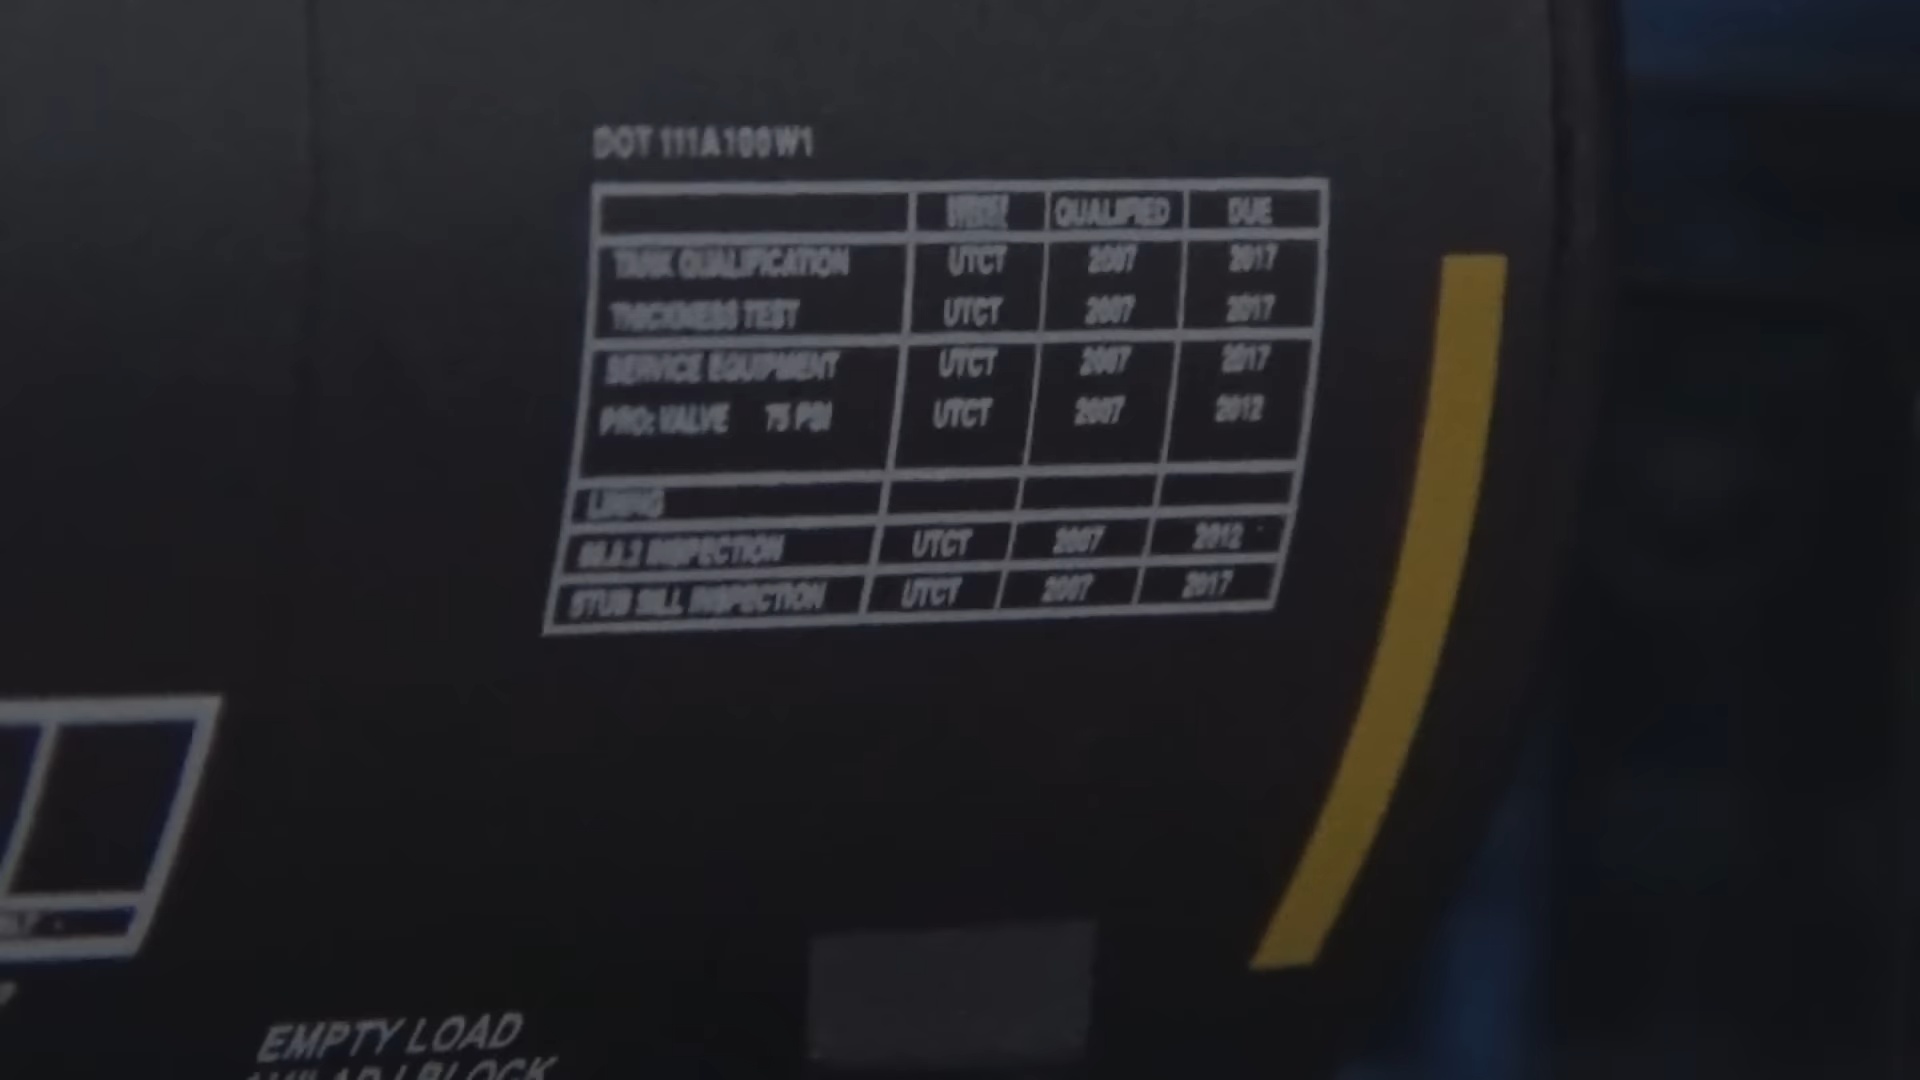 DOT 111A100W1
QUALIFIED DUE
TANK QUALIFICATION UTCT 2007 2017
THICKNESS TEST UTCT 2007 2017
SERVICE EQUIPMENT UTCT 2007 2017
PRO: VALVE 75 PSI UTCT 2007 2012
LINING
INSPECTION UTCT 2007 2012
STUB SILL INSPECTION UTCT 2007 2017
EMPTY LOAD
BLOCK